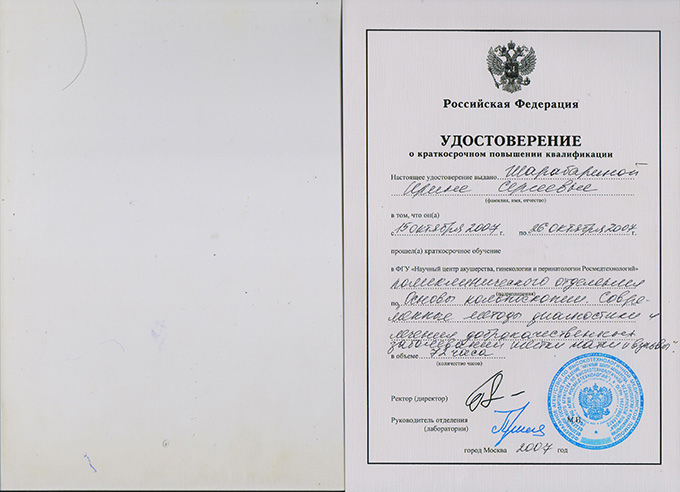 Российская Федерация
УДОСТОВЕРЕНИЕ
о краткосрочном повышении квалификации
Настоящее удостоверение выдано Шарабариной
Ирине Сергеевне
(фамилия, имя, отчество)
в том, что он(а)
с 15 октября 2007 г. по 26 октября 2007 г.
прошел(а) краткосрочное обучение
в ФГУ «Научный центр акушерства, гинекологии и перинатологии Росмедтехнологий»
поликлинического отделения
по "Основы кольпоскопии. Совре-
менные методы диагностики и
лечения доброкачественных
заболеваний шейки матки и вульвы".
в объеме 72 часа
(количество часов)
Ректор (директор)
Руководитель отделения
(лаборатории)
М.П.
город Москва 2007 год